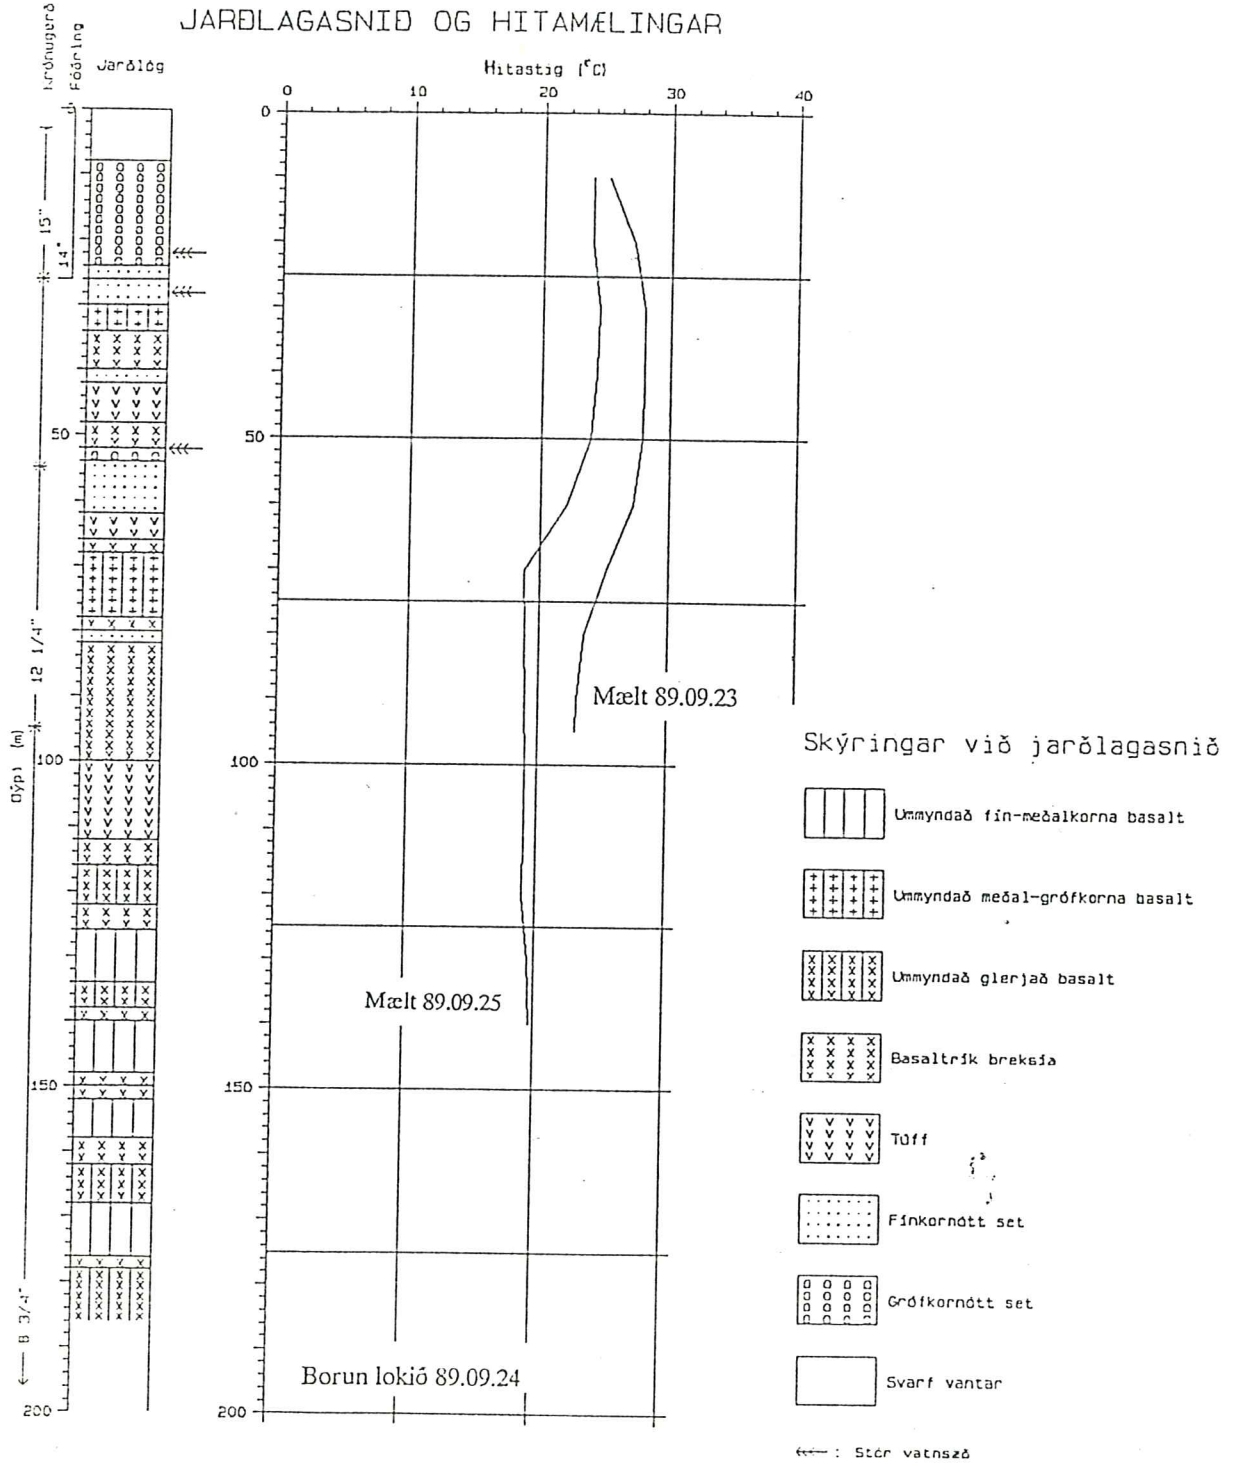 JARÐLAGASNIÐ OG HITAMÆLINGAR
Krónugerð
Fóðring
Jarðlög
Hitastig (°C)
0 10 20 30 40
0
15"
14"
50
50
12 1/4"
Mælt 89.09.23
Dýpi (m)
100
100
Skýringar við jarðlagasnið
Ummyndað fín-meðalkorna basalt
Ummyndað meðal-grófkorna basalt
Ummyndað glerjað basalt
Mælt 89.09.25
Basaltrík breksía
150
150
Túff
Fínkornótt set
Grófkornótt set
8 3/4"
Borun lokið 89.09.24
Svarf vantar
200
200
: Stór vatnsæð